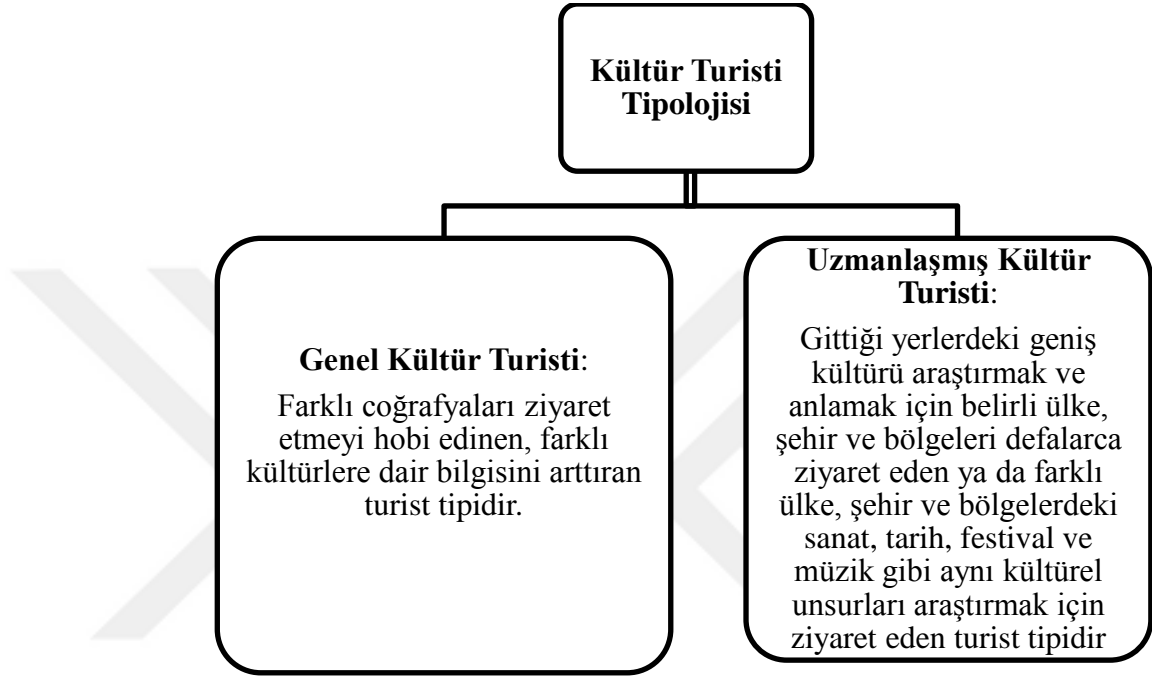 Kültür Turisti
Tipolojisi
Genel Kültür Turisti:
Farklı coğrafyaları ziyaret
etmeyi hobi edinen, farklı
kültürlere dair bilgisini arttıran
turist tipidir.
Uzmanlaşmış Kültür
Turisti:
Gittiği yerlerdeki geniş
kültürü araştırmak ve
anlamak için belirli ülke,
şehir ve bölgeleri defalarca
ziyaret eden ya da farklı
ülke, şehir ve bölgelerdeki
sanat, tarih, festival ve
müzik gibi aynı kültürel
unsurları araştırmak için
ziyaret eden turist tipidir